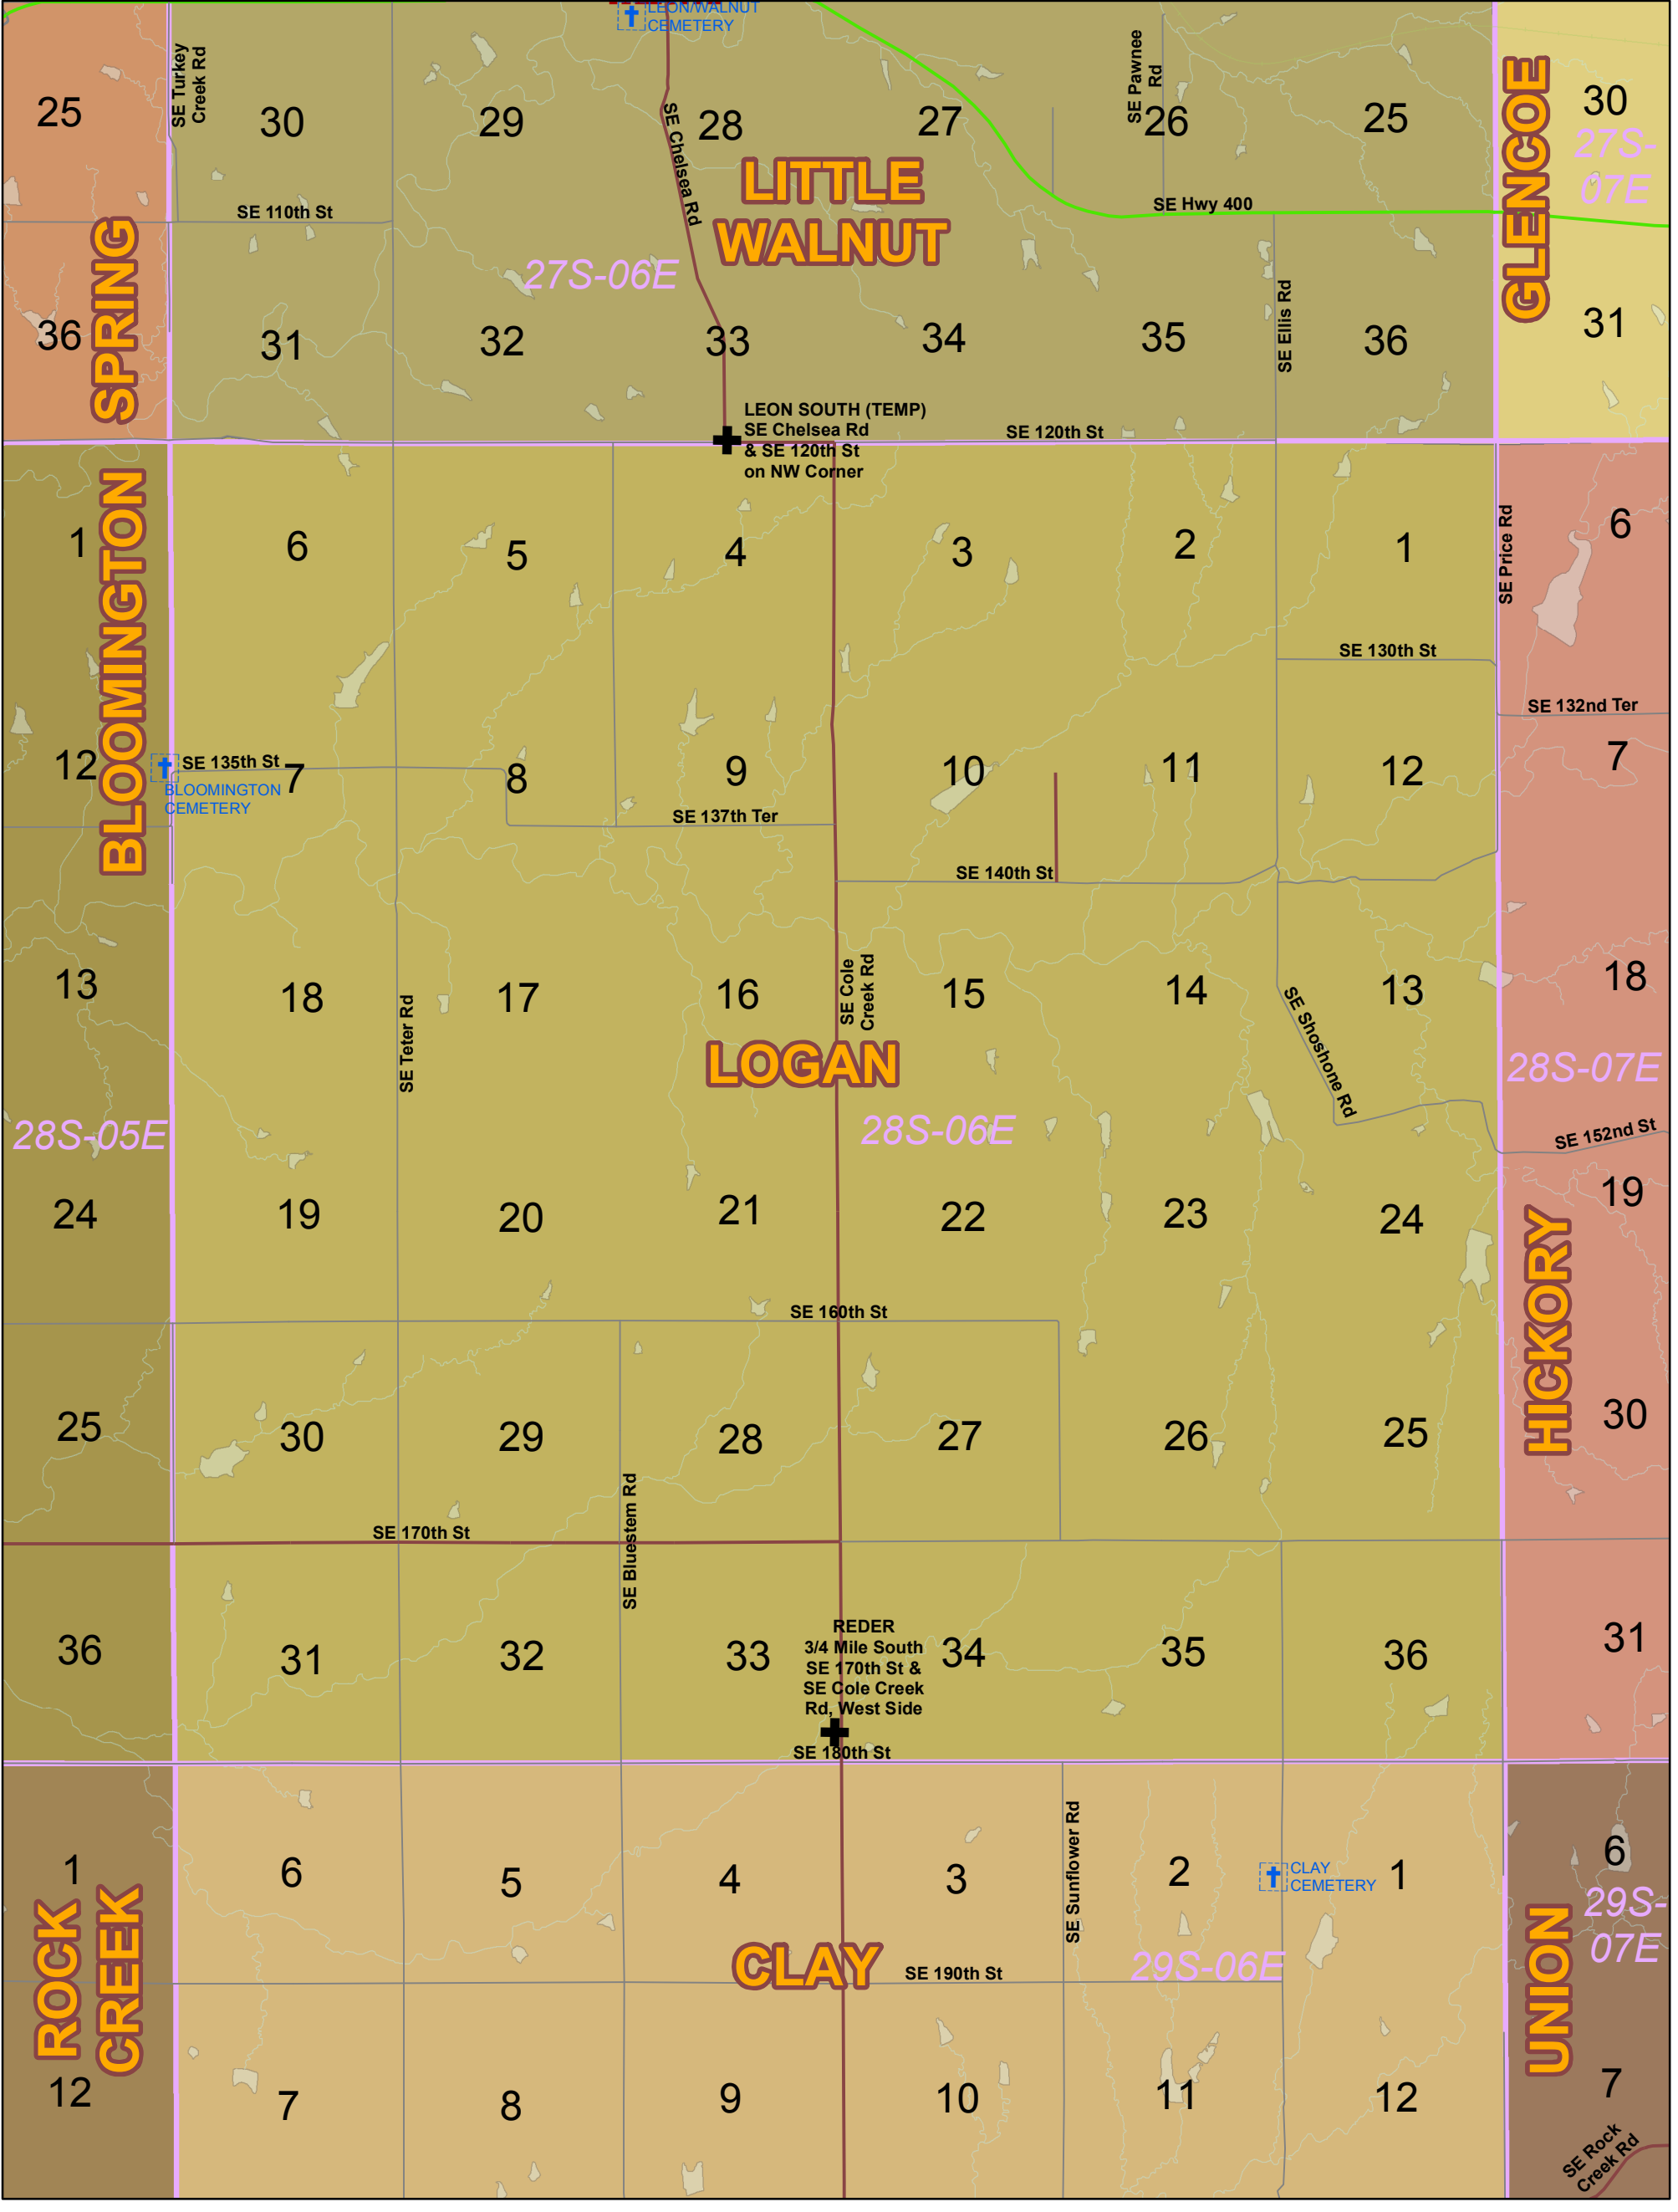 LEON/WALNUT
CEMETERY
SE Turkey
Creek Rd
SE Pawnee
Rd
25
30
29
28
27
26
25
30
SE Chelsea Rd
GLENCOE
27S-
07E
LITTLE
WALNUT
SE 110th St
SE Hwy 400
SPRING
27S-06E
SE Ellis Rd
36
31
32
33
34
35
36
31
LEON SOUTH (TEMP)
SE Chelsea Rd
& SE 120th St
on NW Corner
SE 120th St
BLOOMINGTON
1
6
5
4
3
2
1
SE Price Rd
6
SE 130th St
SE 132nd Ter
12
SE 135th St
7
8
9
10
11
12
7
BLOOMINGTON
CEMETERY
SE 137th Ter
SE 140th St
13
18
17
16
SE Cole
Creek Rd
15
14
13
18
SE Teter Rd
SE Shoshone Rd
LOGAN
28S-07E
28S-05E
28S-06E
SE 152nd St
24
19
20
21
22
23
24
19
HICKORY
SE 160th St
25
30
29
28
27
26
25
30
SE Bluestem Rd
SE 170th St
36
31
32
33
34
35
36
31
REDER
3/4 Mile South
SE 170th St &
SE Cole Creek
Rd, West Side
SE 180th St
1
6
5
4
3
SE Sunflower Rd
2
CLAY
CEMETERY
1
6
ROCK
CREEK
29S-
07E
CLAY
SE 190th St
29S-06E
UNION
12
7
8
9
10
11
12
7
SE Rock
Creek Rd